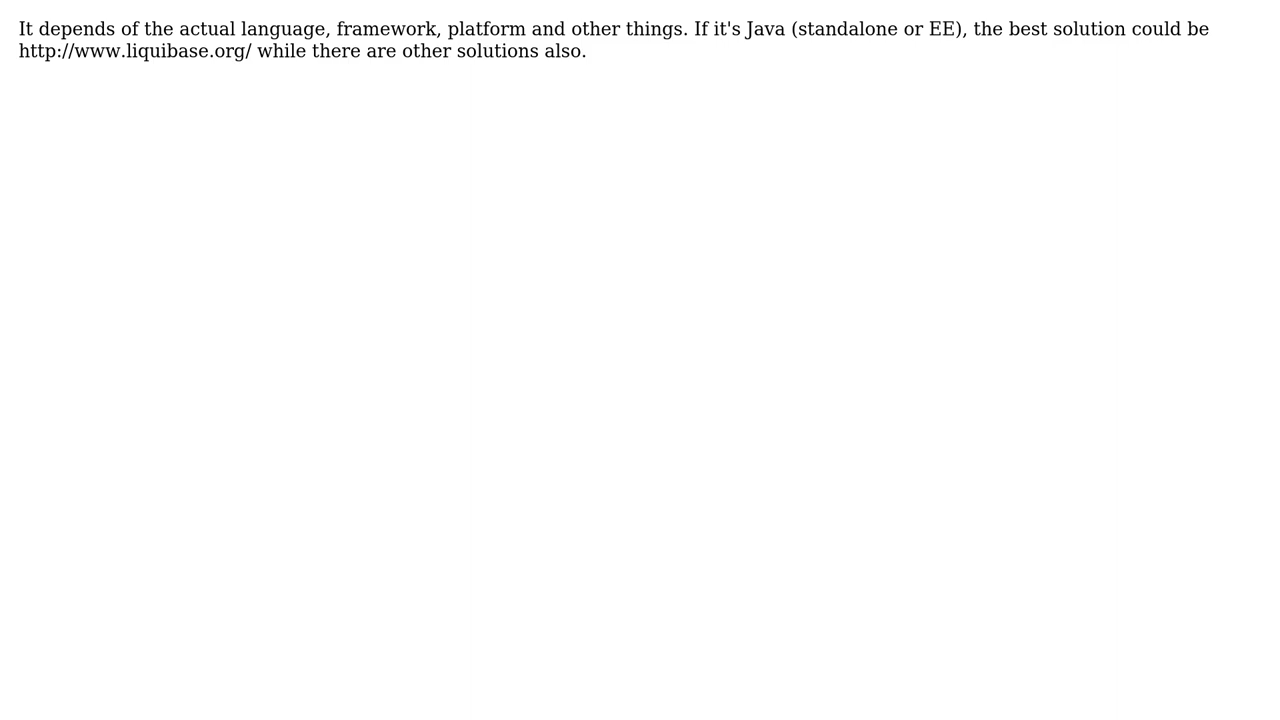 It depends of the actual language, framework, platform and other things. If it's Java (standalone or EE), the best solution could be
http://www.liquibase.org/ while there are other solutions also.